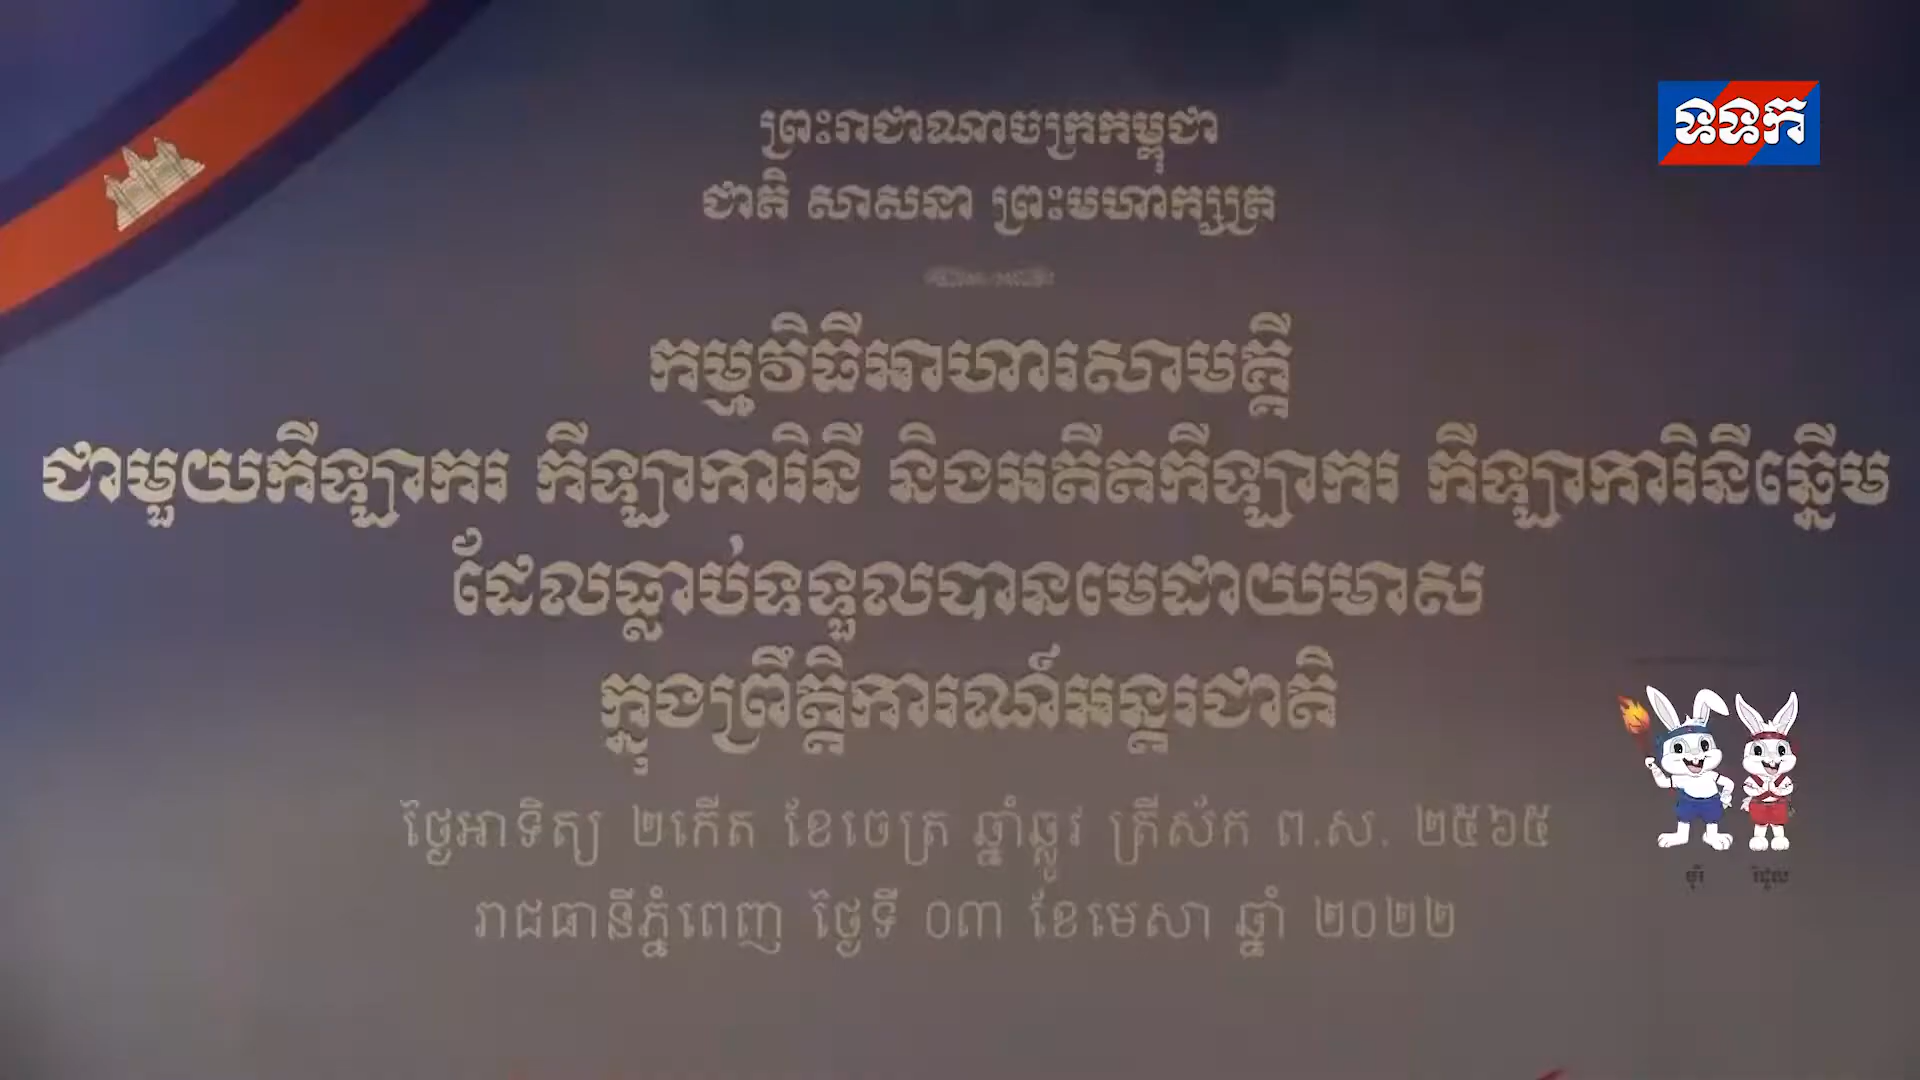 ព្រះរាជាណាចក្រកម្ពុជា
ទទក
ជាតិ សាសនា ព្រះមហាក្សត្រ
កម្មវិធីអាហារសាមគ្គី
ជាមួយកីឡាករ កីឡាការិនី និងអតីតកីឡាករ កីឡាការិនីឆ្នើម
ដែលធ្លាប់ទទួលបានមេដាយមាស
ក្នុងព្រឹត្តិការណ៍អន្តរជាតិ
ថ្ងៃអាទិត្យ ២កើត ខែចេត្រ ឆ្នាំឆ្លូវ ត្រីស័ក ព.ស. ២៥៦៥
រាជធានីភ្នំពេញ ថ្ងៃទី ០៣ ខែមេសា ឆ្នាំ ២០២២